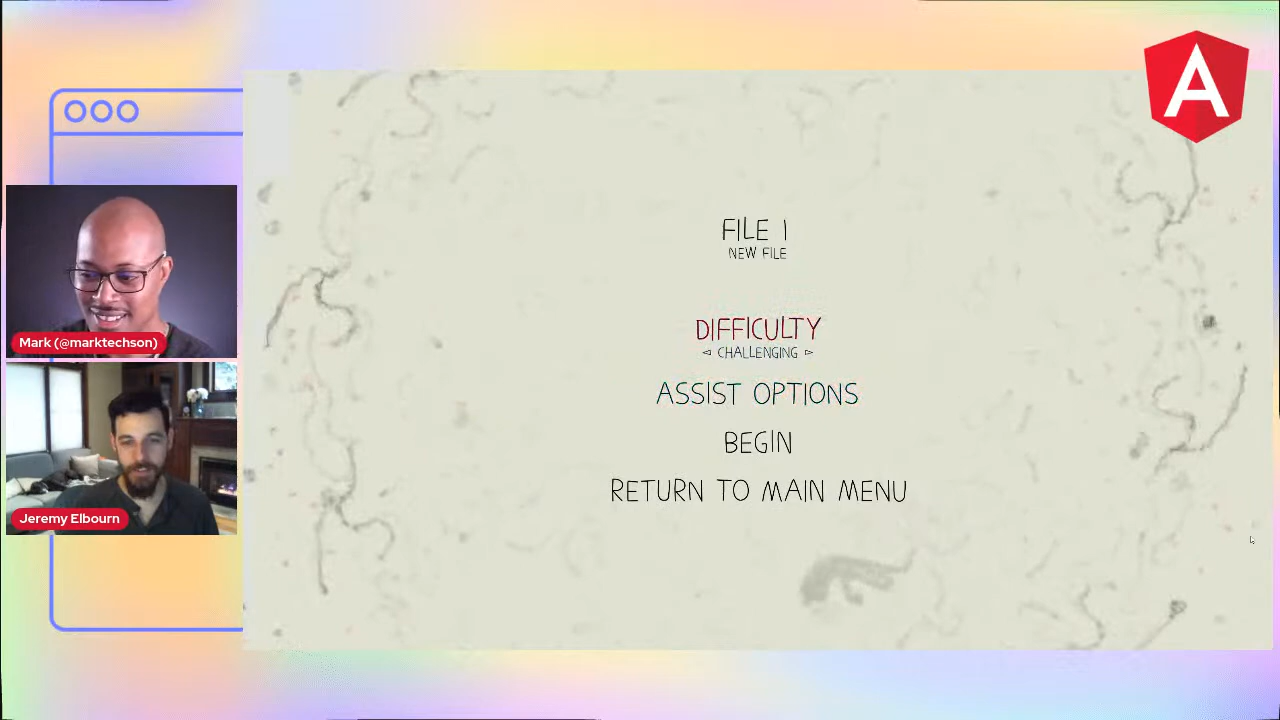 A
Mark (@marktechson)
Jeremy Elbourn
FILE 1
NEW FILE
DIFFICULTY
◅ CHALLENGING ▻
ASSIST OPTIONS
BEGIN
RETURN TO MAIN MENU